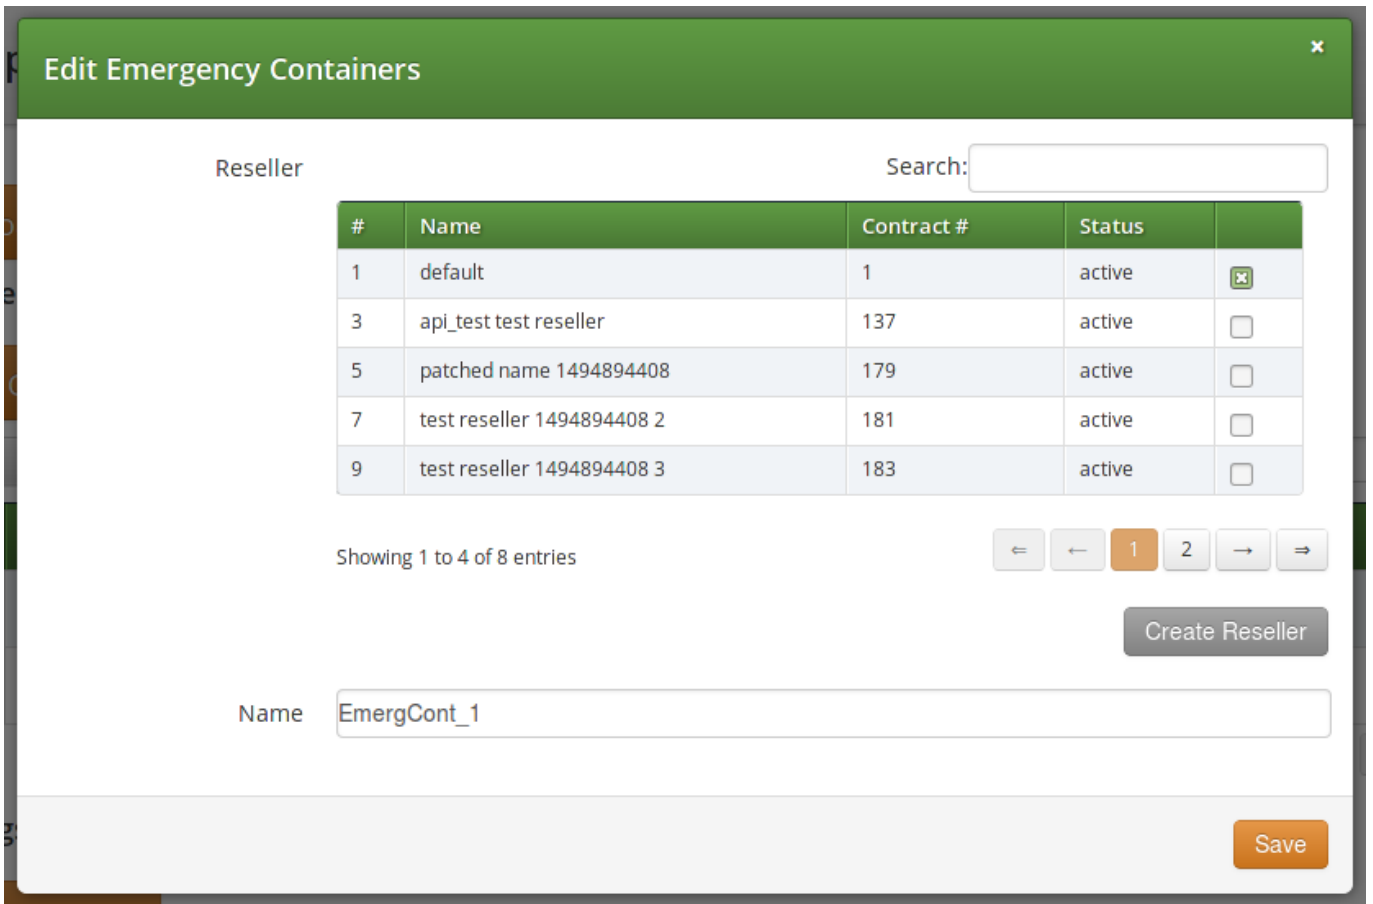 Edit Emergency Containers
×
Reseller
Search:
# Name Contract # Status
1 default 1 active
3 api_test test reseller 137 active
5 patched name 1494894408 179 active
7 test reseller 1494894408 2 181 active
9 test reseller 1494894408 3 183 active
Showing 1 to 4 of 8 entries
⇐ ← 1 2 → ⇒
Create Reseller
Name EmergCont_1
Save